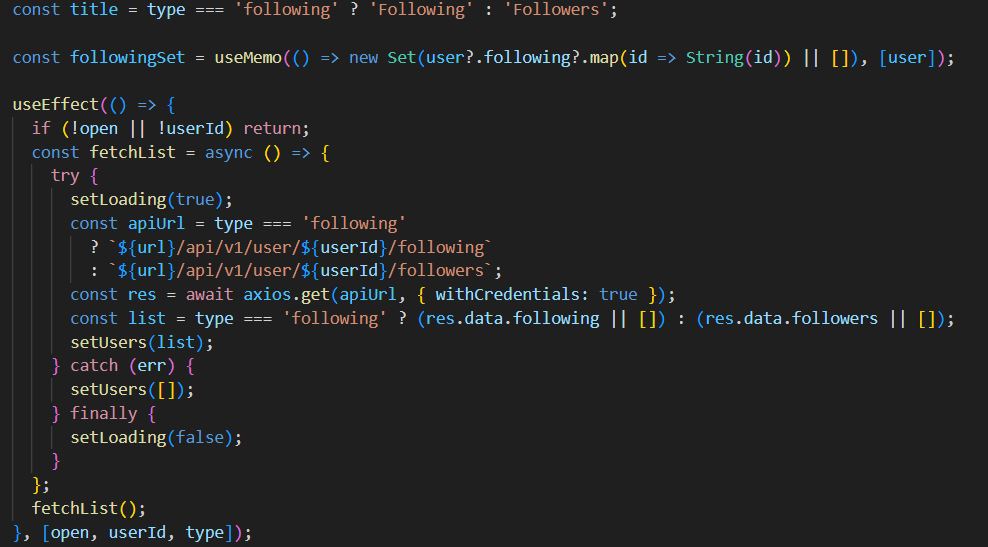 const title = type === 'following' ? 'Following' : 'Followers';

const followingSet = useMemo(() => new Set(user?.following?.map(id => String(id)) || []), [user]);

useEffect(() => {
  if (!open || !userId) return;
  const fetchList = async () => {
    try {
      setLoading(true);
      const apiUrl = type === 'following'
        ? `${url}/api/v1/user/${userId}/following`
        : `${url}/api/v1/user/${userId}/followers`;
      const res = await axios.get(apiUrl, { withCredentials: true });
      const list = type === 'following' ? (res.data.following || []) : (res.data.followers || []);
      setUsers(list);
    } catch (err) {
      setUsers([]);
    } finally {
      setLoading(false);
    }
  };
  fetchList();
}, [open, userId, type]);